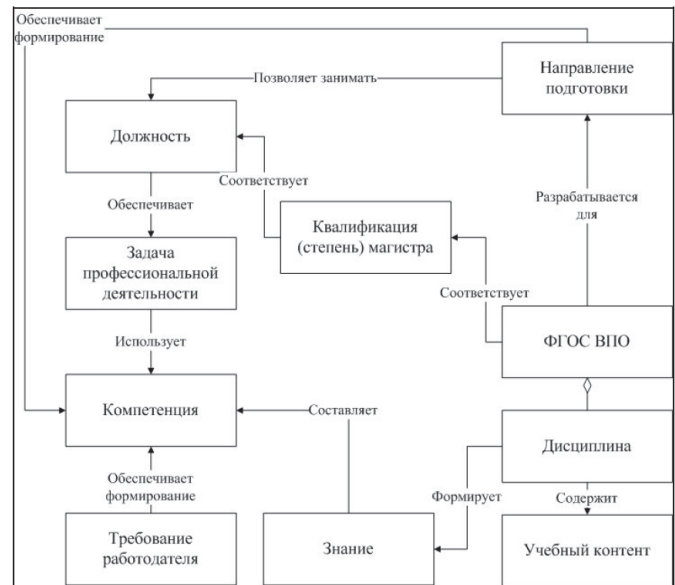 Обеспечивает
формирование
Направление
подготовки
Позволяет занимать
Должность
Соответствует
Обеспечивает
Разрабатывается
для
Квалификация
(степень) магистра
Задача
профессиональной
деятельности
Соответствует
Использует
ФГОС ВПО
Компетенция
Составляет
Дисциплина
Обеспечивает
формирование
Формирует
Содержит
Требование
работодателя
Знание
Учебный контент